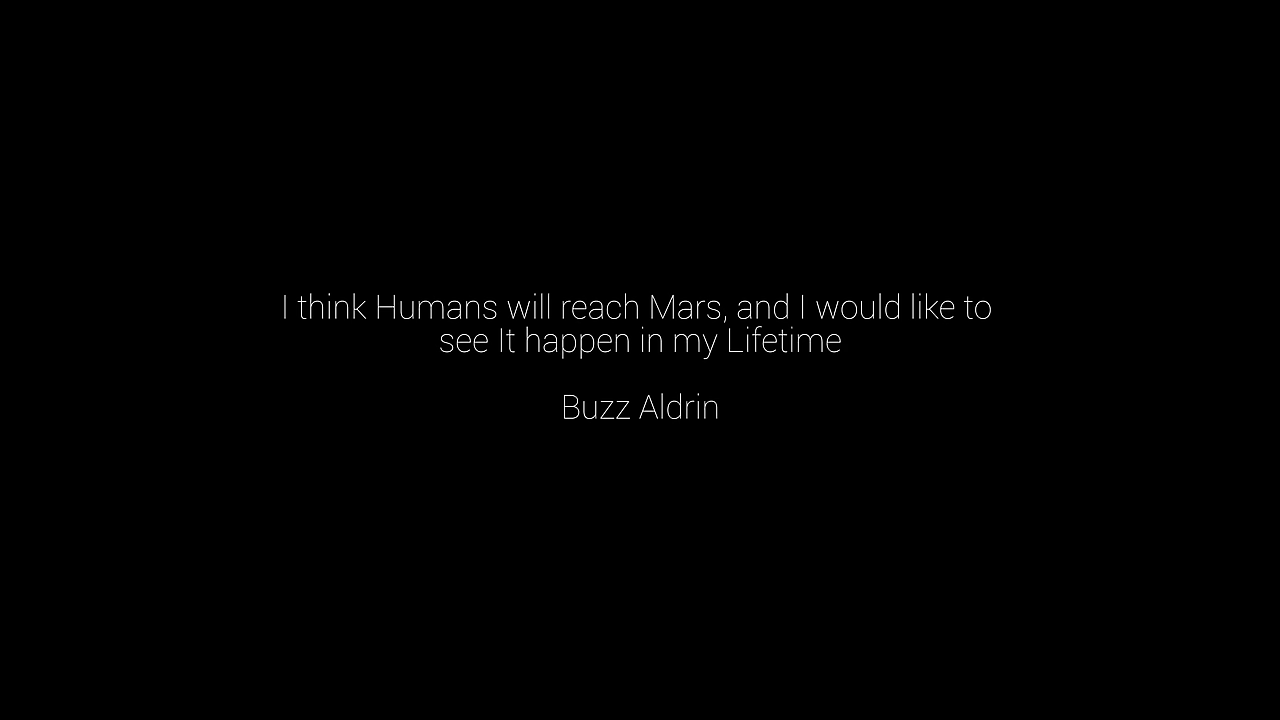 I think Humans will reach Mars, and I would like to
see It happen in my Lifetime
Buzz Aldrin